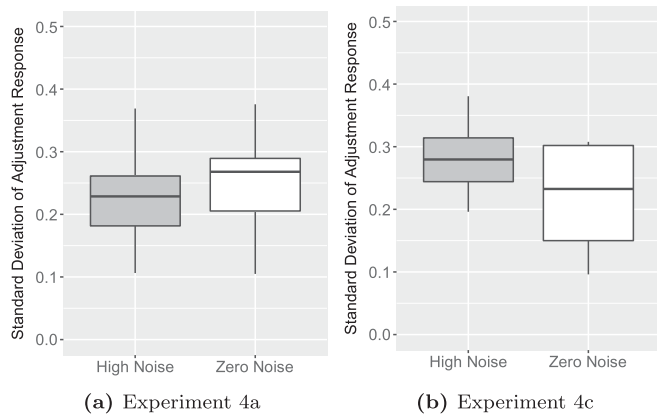 Standard Deviation of Adjustment Response
0.5
0.4
0.3
0.2
0.1
0.0
High Noise
Zero Noise
(a) Experiment 4a
Standard Deviation of Adjustment Response
0.5
0.4
0.3
0.2
0.1
0.0
High Noise
Zero Noise
(b) Experiment 4c